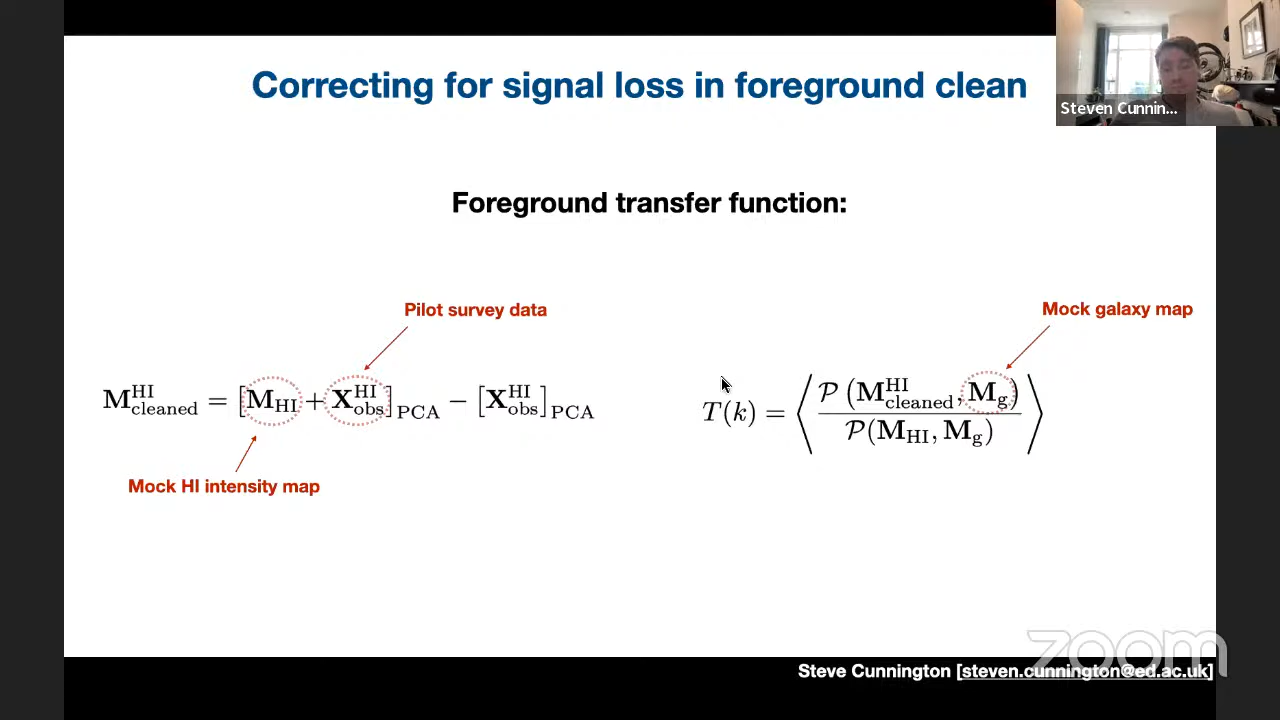 Correcting for signal loss in foreground clean
Steven Cunnin...
Foreground transfer function:
Pilot survey data
Mock galaxy map
M^HI_cleaned = [M_HI + X^HI_obs]_PCA − [X^HI_obs]_PCA
T(k) = ⟨ P(M^HI_cleaned, M_g) / P(M_HI, M_g) ⟩
Mock HI intensity map
zoom
Steve Cunnington [steven.cunnington@ed.ac.uk]